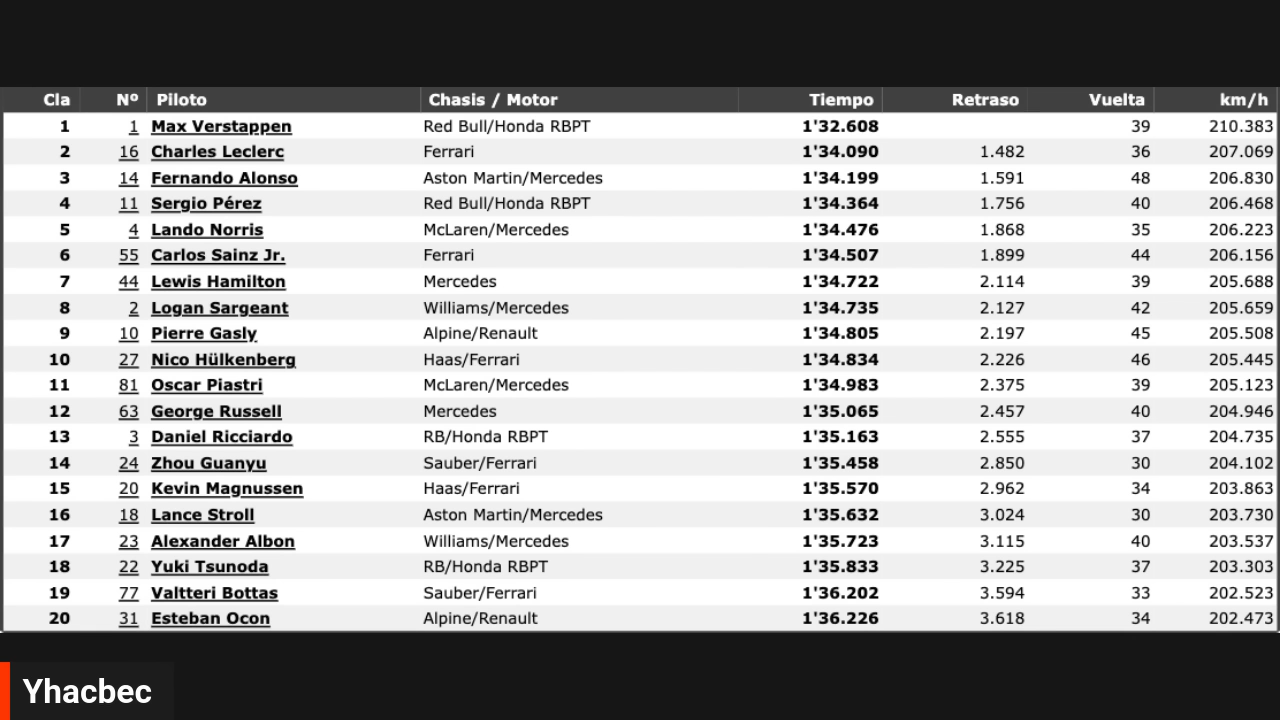 Cla Nº Piloto Chasis / Motor Tiempo Retraso Vuelta km/h
1 1 Max Verstappen Red Bull/Honda RBPT 1'32.608 39 210.383
2 16 Charles Leclerc Ferrari 1'34.090 1.482 36 207.069
3 14 Fernando Alonso Aston Martin/Mercedes 1'34.199 1.591 48 206.830
4 11 Sergio Pérez Red Bull/Honda RBPT 1'34.364 1.756 40 206.468
5 4 Lando Norris McLaren/Mercedes 1'34.476 1.868 35 206.223
6 55 Carlos Sainz Jr. Ferrari 1'34.507 1.899 44 206.156
7 44 Lewis Hamilton Mercedes 1'34.722 2.114 39 205.688
8 2 Logan Sargeant Williams/Mercedes 1'34.735 2.127 42 205.659
9 10 Pierre Gasly Alpine/Renault 1'34.805 2.197 45 205.508
10 27 Nico Hülkenberg Haas/Ferrari 1'34.834 2.226 46 205.445
11 81 Oscar Piastri McLaren/Mercedes 1'34.983 2.375 39 205.123
12 63 George Russell Mercedes 1'35.065 2.457 40 204.946
13 3 Daniel Ricciardo RB/Honda RBPT 1'35.163 2.555 37 204.735
14 24 Zhou Guanyu Sauber/Ferrari 1'35.458 2.850 30 204.102
15 20 Kevin Magnussen Haas/Ferrari 1'35.570 2.962 34 203.863
16 18 Lance Stroll Aston Martin/Mercedes 1'35.632 3.024 30 203.730
17 23 Alexander Albon Williams/Mercedes 1'35.723 3.115 40 203.537
18 22 Yuki Tsunoda RB/Honda RBPT 1'35.833 3.225 37 203.303
19 77 Valtteri Bottas Sauber/Ferrari 1'36.202 3.594 33 202.523
20 31 Esteban Ocon Alpine/Renault 1'36.226 3.618 34 202.473
Yhacbec